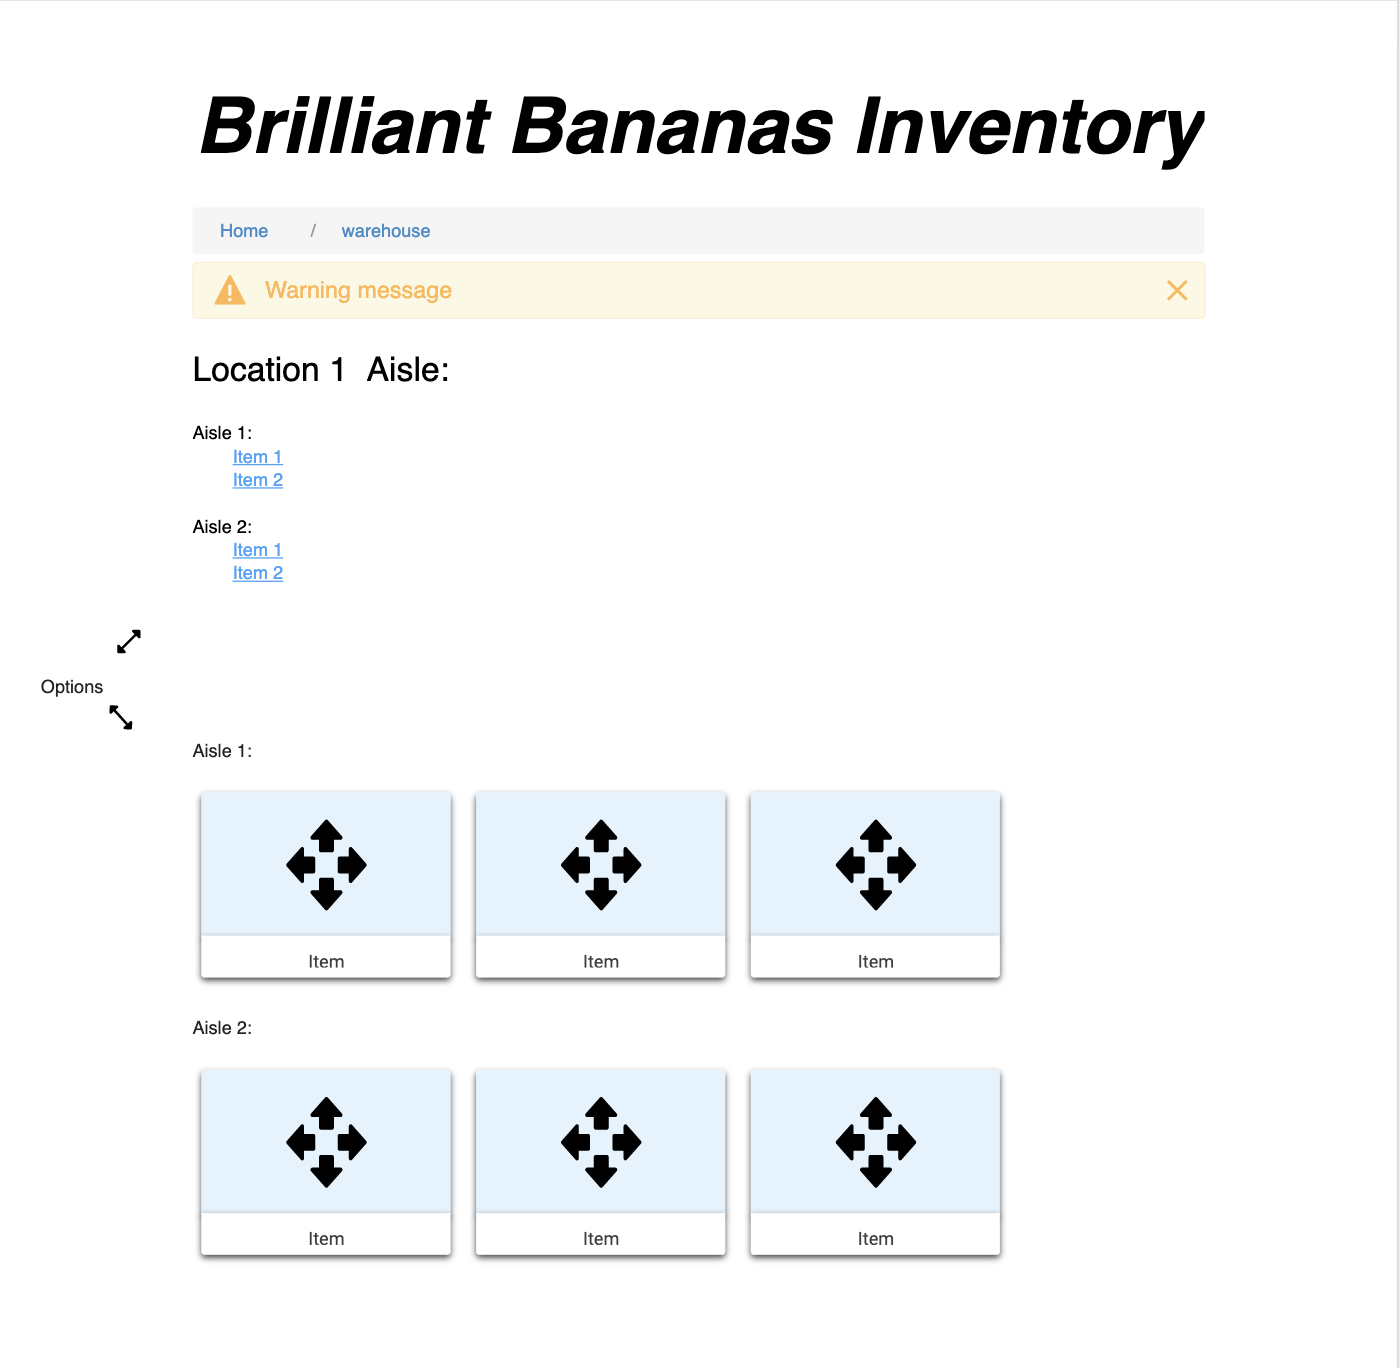 Brilliant Bananas Inventory
Home / warehouse
Warning message
Location 1 Aisle:
Aisle 1:
Item 1
Item 2
Aisle 2:
Item 1
Item 2
Options
Aisle 1:
Item Item Item
Aisle 2:
Item Item Item